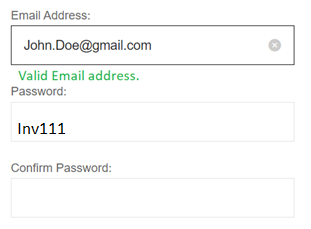 Email Address:
John.Doe@gmail.com
Valid Email address.
Password:
Inv111
Confirm Password: